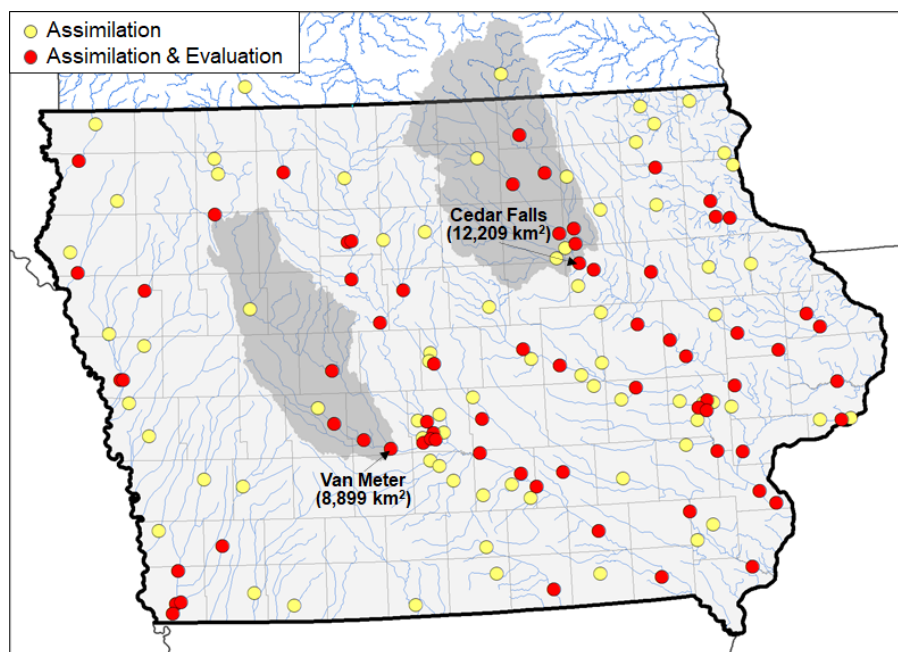 Assimilation
Assimilation & Evaluation
Cedar Falls
(12,209 km²)
Van Meter
(8,899 km²)